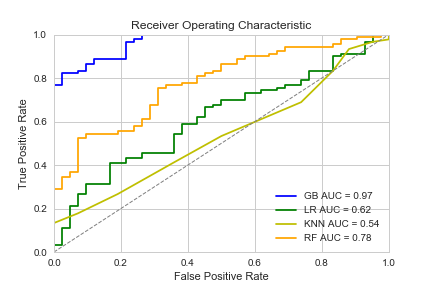 Receiver Operating Characteristic
True Positive Rate
1.0
0.8
0.6
0.4
0.2
0.0
GB AUC = 0.97
LR AUC = 0.62
KNN AUC = 0.54
RF AUC = 0.78
0.0 0.2 0.4 0.6 0.8 1.0
False Positive Rate